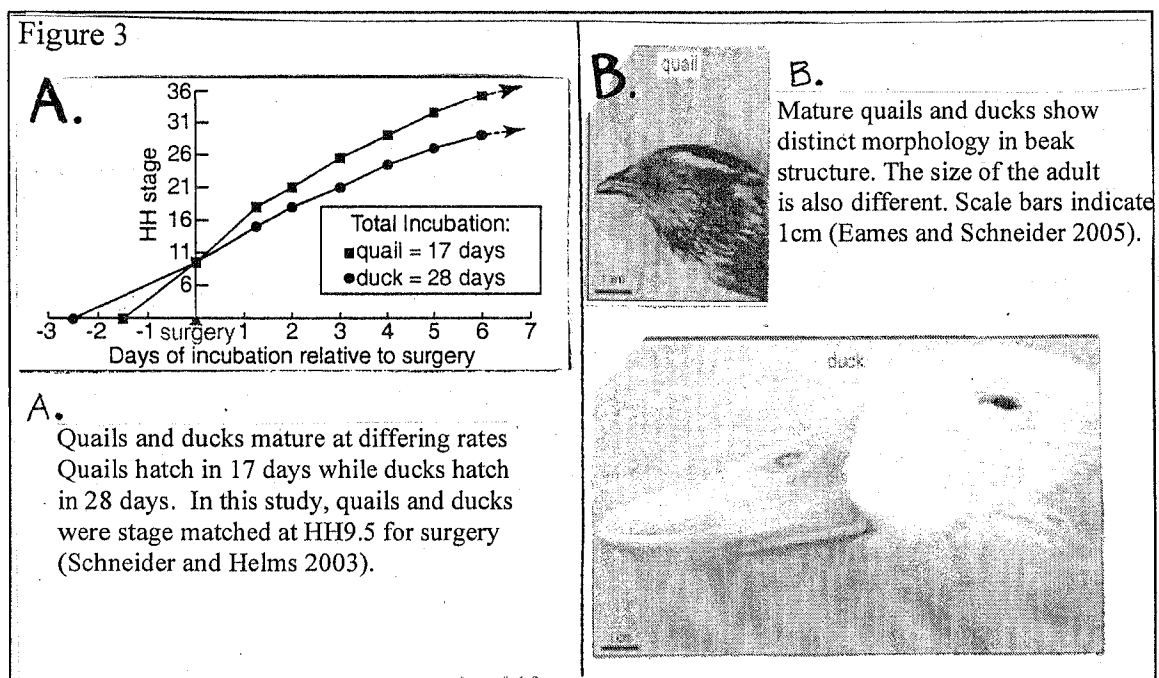 Figure 3
A.
36
31
26
21
16
11
6
HH stage
Total Incubation:
quail = 17 days
duck = 28 days
-3 -2 -1 surgery 1 2 3 4 5 6 7
Days of incubation relative to surgery
A.
Quails and ducks mature at differing rates
Quails hatch in 17 days while ducks hatch
in 28 days. In this study, quails and ducks
were stage matched at HH9.5 for surgery
(Schneider and Helms 2003).
B.
quail
B.
Mature quails and ducks show
distinct morphology in beak
structure. The size of the adult
is also different. Scale bars indicate
1cm (Eames and Schneider 2005).
duck